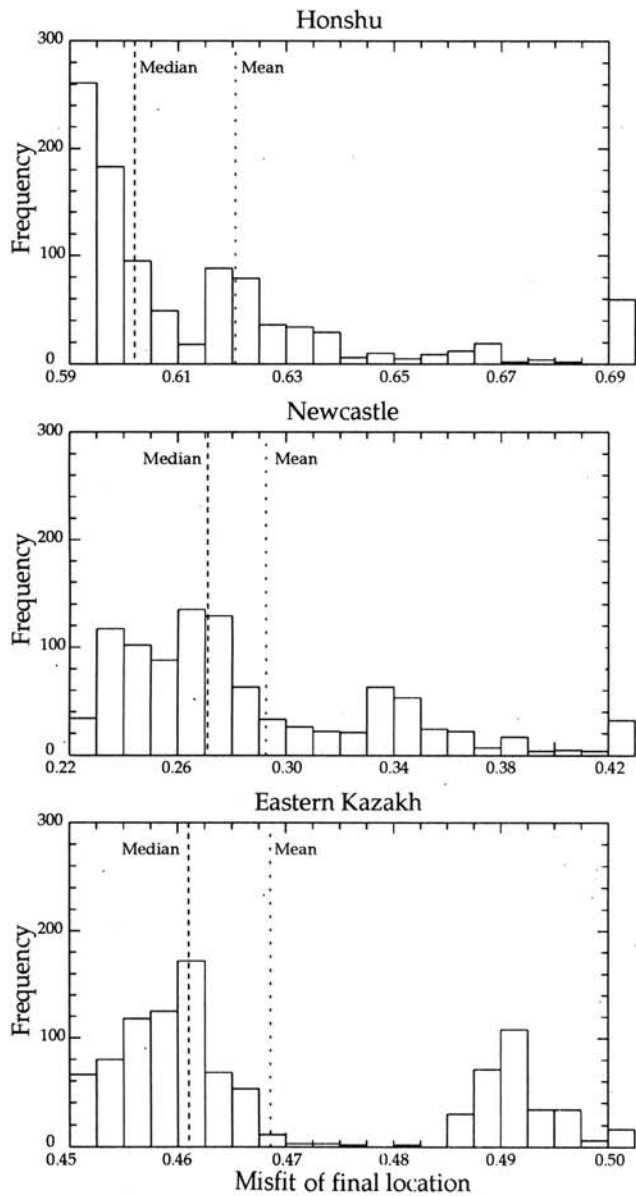 Honshu
300
Median
Mean
200
Frequency
100
0
0.59
0.61
0.63
0.65
0.67
0.69
Newcastle
300
Median
Mean
200
Frequency
100
0
0.22
0.26
0.30
0.34
0.38
0.42
Eastern Kazakh
300
Median
Mean
200
Frequency
100
0
0.45
0.46
0.47
0.48
0.49
0.50
Misfit of final location